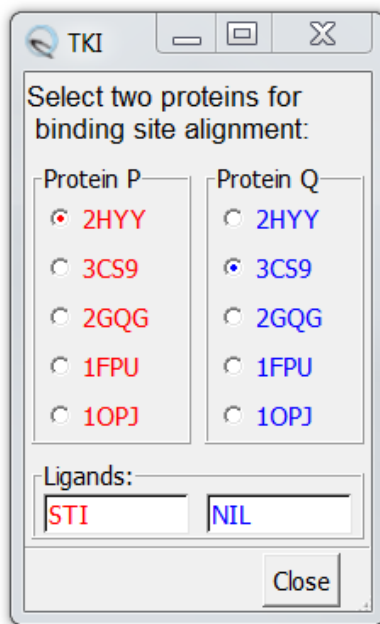 TKI
Select two proteins for
binding site alignment:
Protein P
2HYY
3CS9
2GQG
1FPU
1OPJ
Protein Q
2HYY
3CS9
2GQG
1FPU
1OPJ
Ligands:
STI
NIL
Close